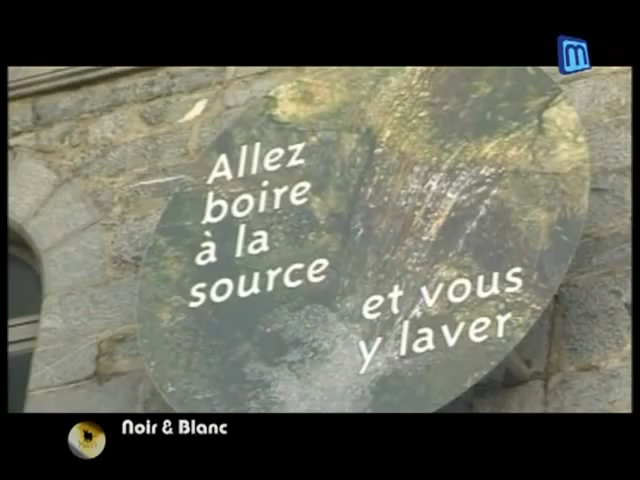 m
Allez
boire
à la
source
et vous
y laver
Noir & Blanc